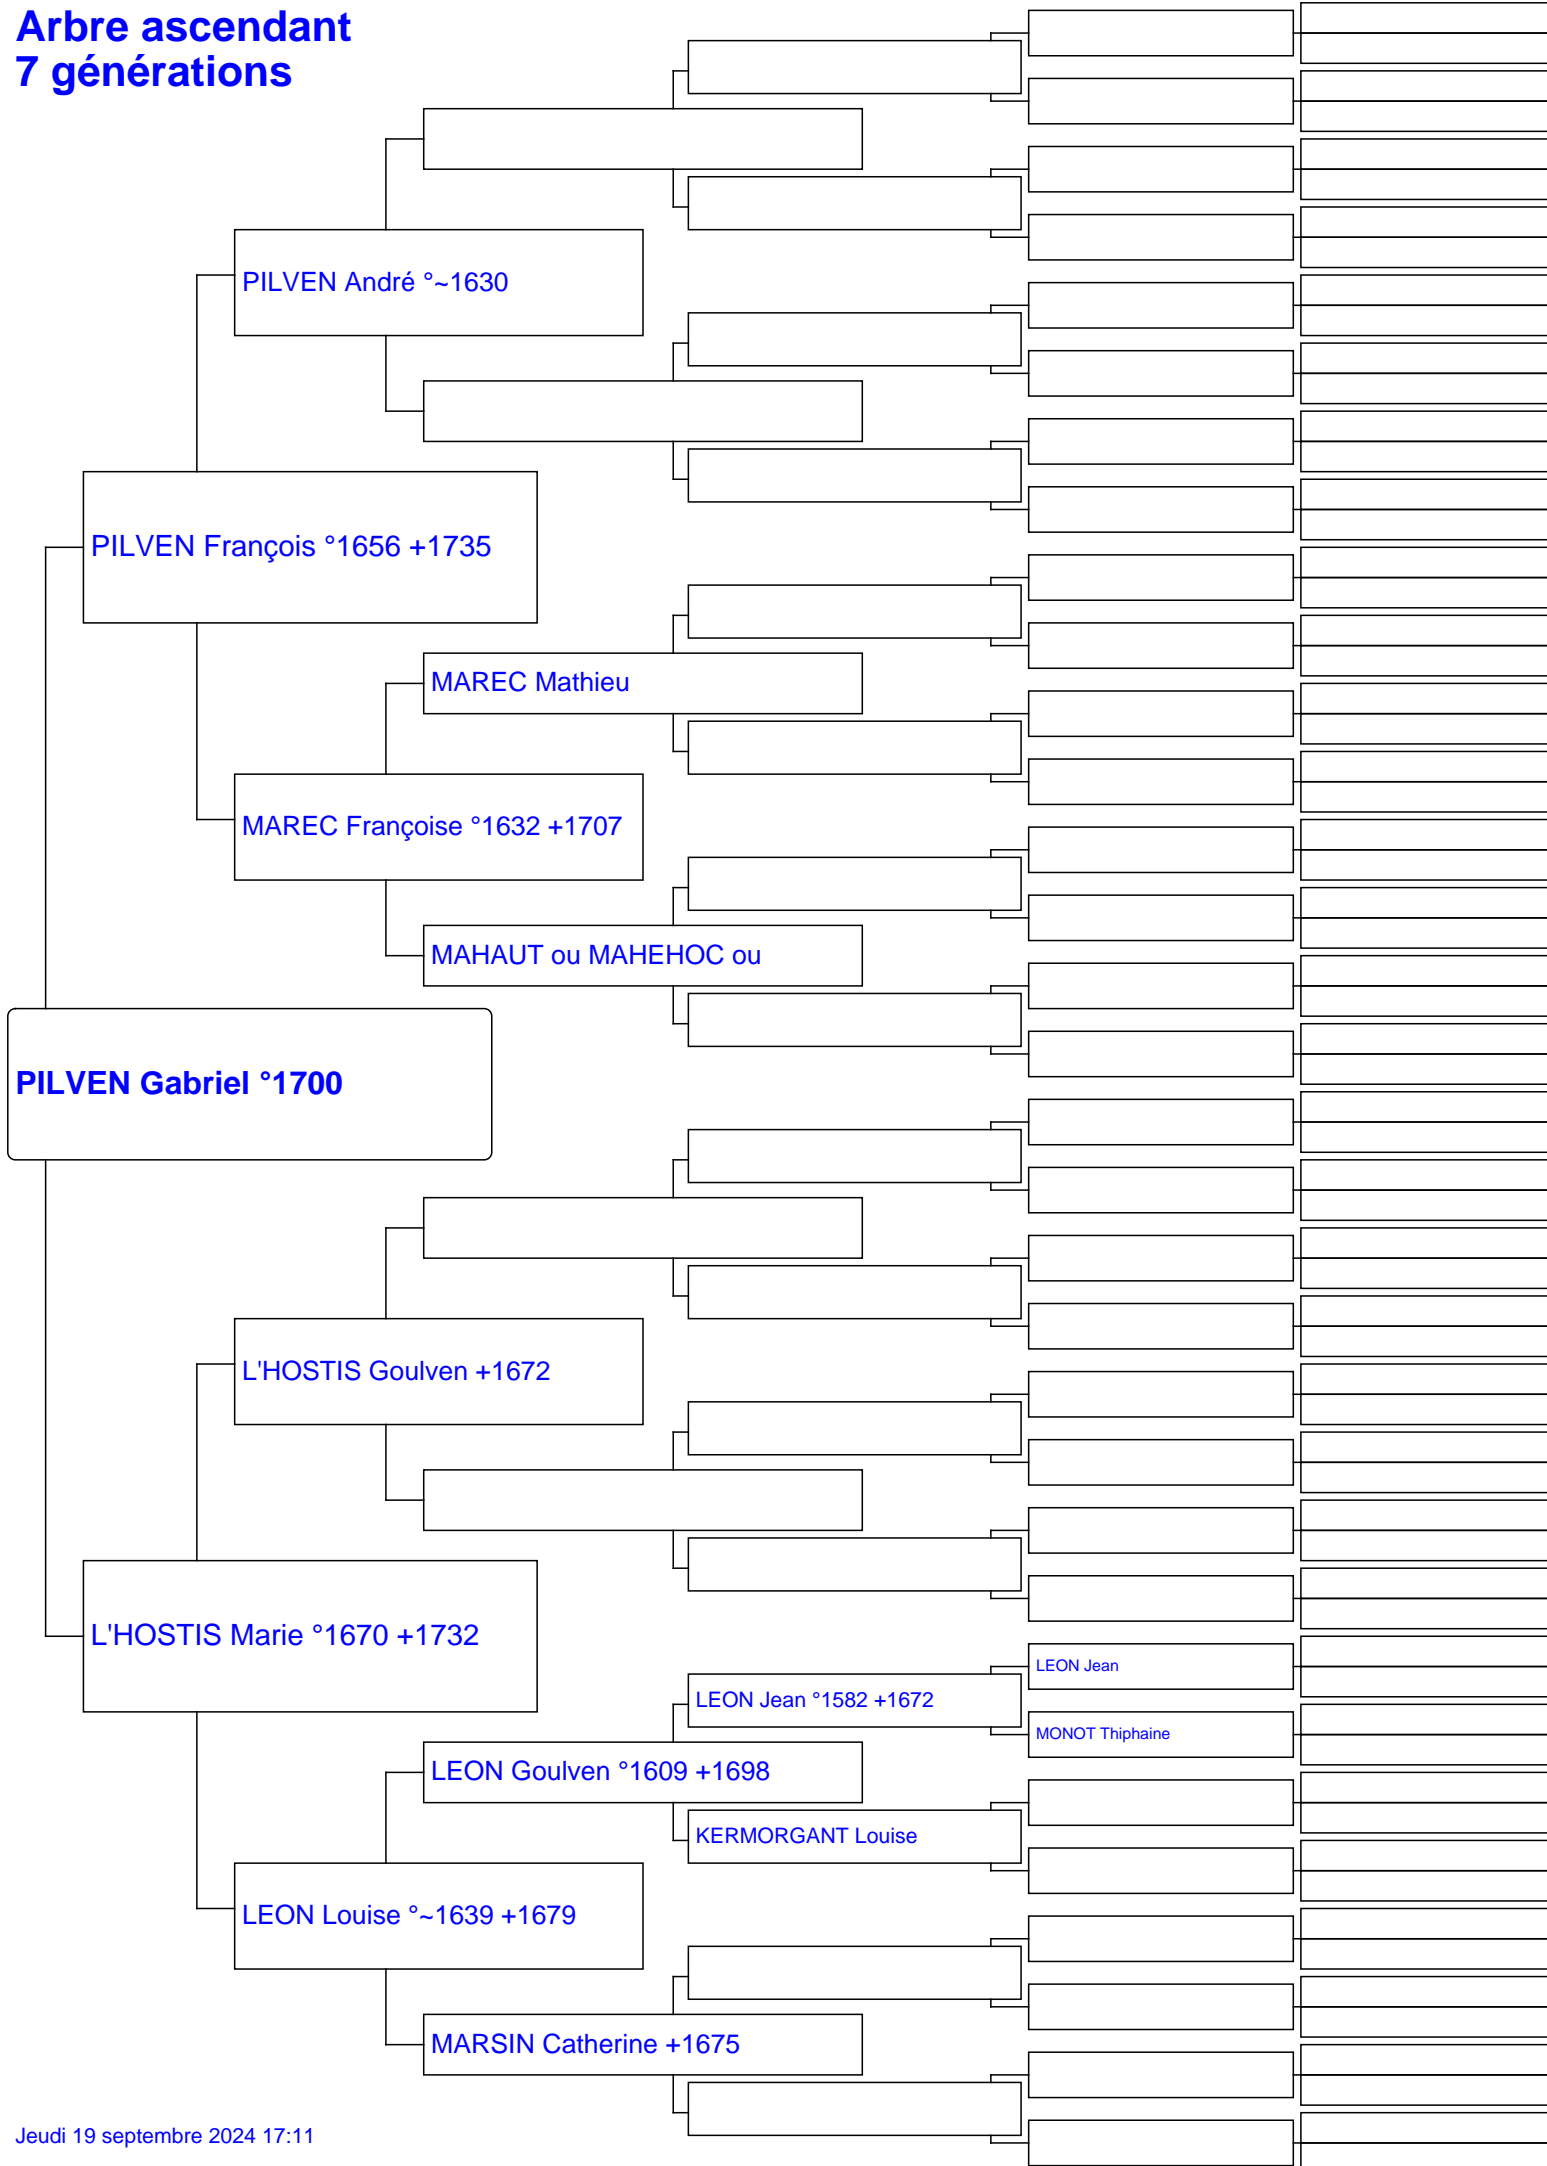 Arbre ascendant
7 générations
PILVEN André °~1630
PILVEN François °1656 +1735
MAREC Mathieu
MAREC Françoise °1632 +1707
MAHAUT ou MAHEHOC ou
PILVEN Gabriel °1700
L'HOSTIS Goulven +1672
L'HOSTIS Marie °1670 +1732
LEON Jean
LEON Jean °1582 +1672
MONOT Thiphaine
LEON Goulven °1609 +1698
KERMORGANT Louise
LEON Louise °~1639 +1679
MARSIN Catherine +1675
Jeudi 19 septembre 2024 17:11